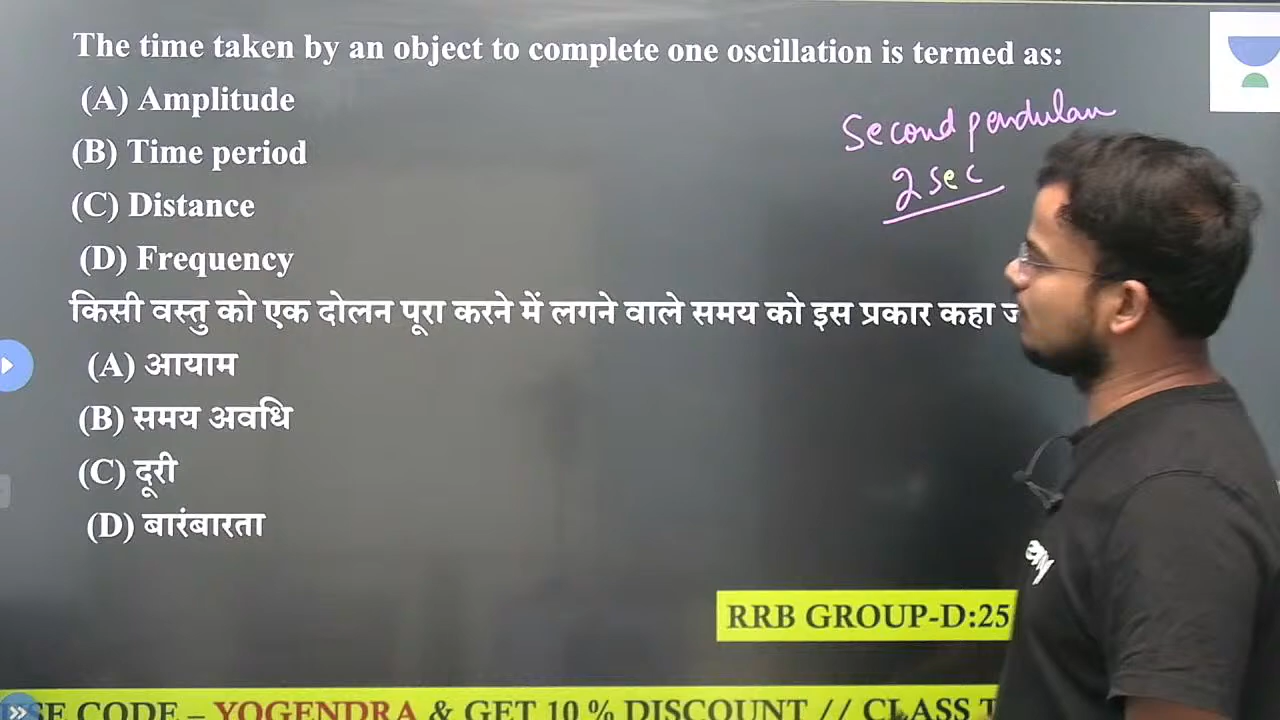 The time taken by an object to complete one oscillation is termed as:
(A) Amplitude
(B) Time period
(C) Distance
(D) Frequency
Second pendulam
2 sec
किसी वस्तु को एक दोलन पूरा करने में लगने वाले समय को इस प्रकार कहा
(A) आयाम
(B) समय अवधि
(C) दूरी
(D) बारंबारता
RRB GROUP-D:25
CODE – YOGENDRA & GET 10 % DISCOUNT // CLASS